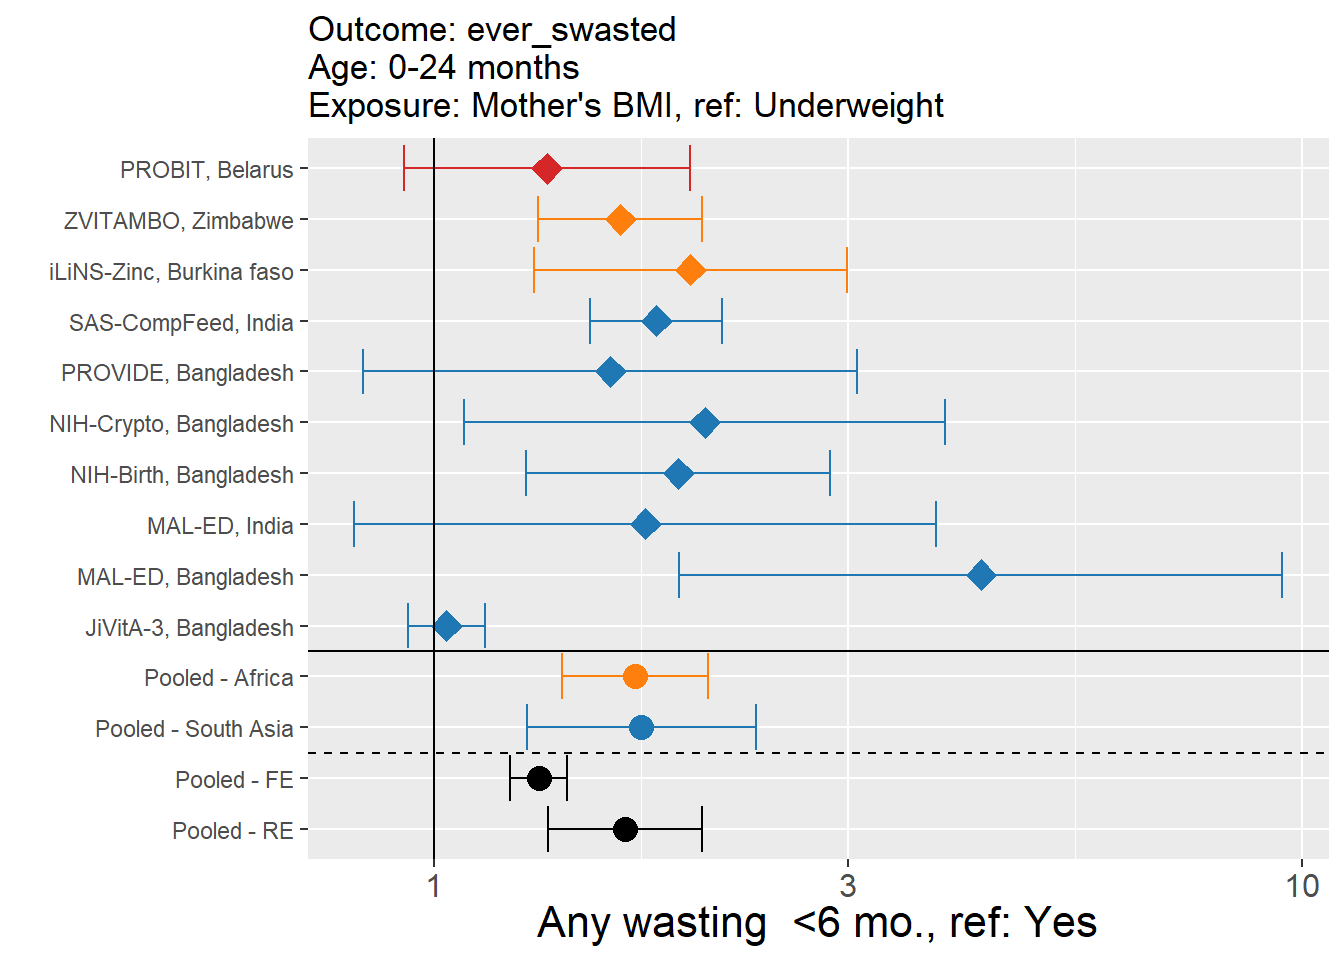 Outcome: ever_swasted
Age: 0-24 months
Exposure: Mother's BMI, ref: Underweight
PROBIT, Belarus
ZVITAMBO, Zimbabwe
iLiNS-Zinc, Burkina faso
SAS-CompFeed, India
PROVIDE, Bangladesh
NIH-Crypto, Bangladesh
NIH-Birth, Bangladesh
MAL-ED, India
MAL-ED, Bangladesh
JiVitA-3, Bangladesh
Pooled - Africa
Pooled - South Asia
Pooled - FE
Pooled - RE
1 3 10
Any wasting  <6 mo., ref: Yes